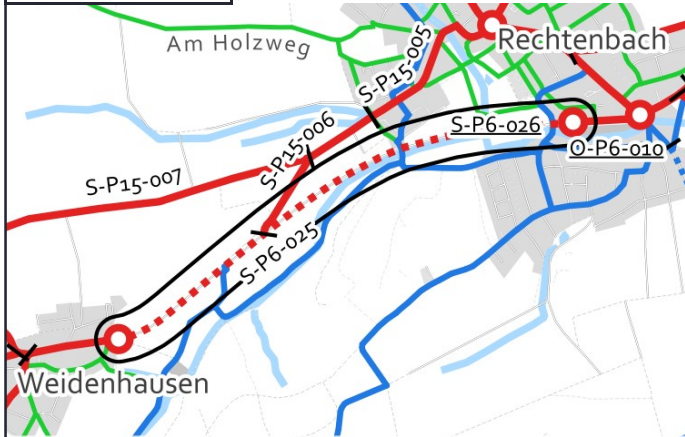 Am Holzweg
Rechtenbach
S-P15-005
S-P6-026
O-P6-010
S-P15-006
S-P15-007
S-P6-025
Weidenhausen